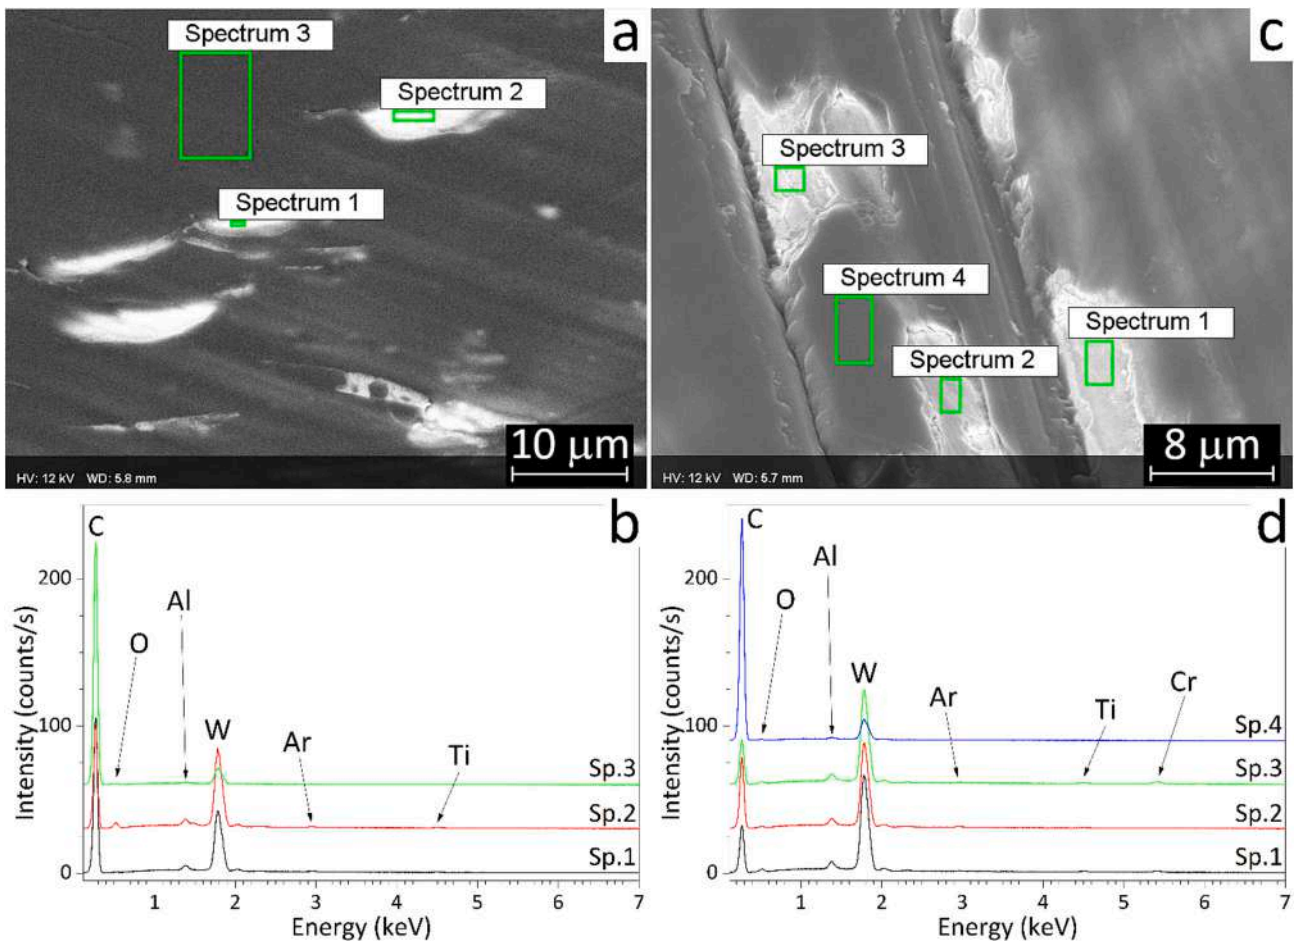 a
Spectrum 3
Spectrum 2
Spectrum 1
10 μm
HV: 12 kV WD: 5.8 mm
c
Spectrum 3
Spectrum 4
Spectrum 1
Spectrum 2
8 μm
HV: 12 kV WD: 5.7 mm
b
C
Al
O
W
Ar
Ti
Sp.3
Sp.2
Sp.1
200
100
0
Intensity (counts/s)
1 2 3 4 5 6 7
Energy (keV)
d
C
Al
O
W
Ar
Ti
Cr
Sp.4
Sp.3
Sp.2
Sp.1
200
100
0
Intensity (counts/s)
1 2 3 4 5 6 7
Energy (keV)